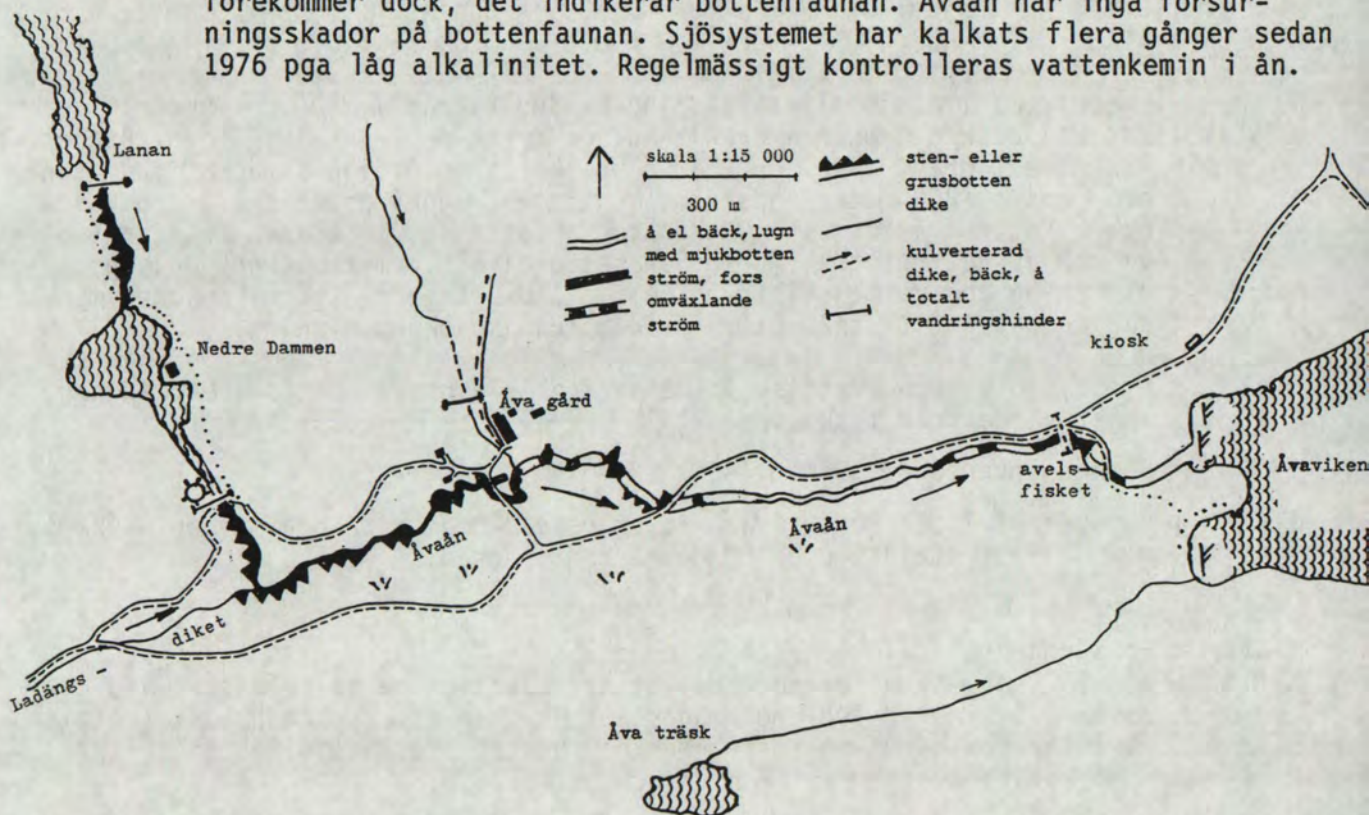 förekommer dock, det indikerar bottenfaunan. Åvaån har inga försur-
ningsskador på bottenfaunan. Sjösystemet har kalkats flera gånger sedan
1976 pga låg alkalinitet. Regelmässigt kontrolleras vattenkemin i ån.
Lanan
skala 1:15 000
300 m
å el bäck, lugn
med mjukbotten
ström, fors
omväxlande
ström
sten- eller
grusbotten
dike
kulverterad
dike, bäck, å
totalt
vandringshinder
Nedre Dammen
kiosk
Åva gård
avels-
fisket
Åvaviken
Åvaån
Åvaån
diket
Ladängs -
Åva träsk